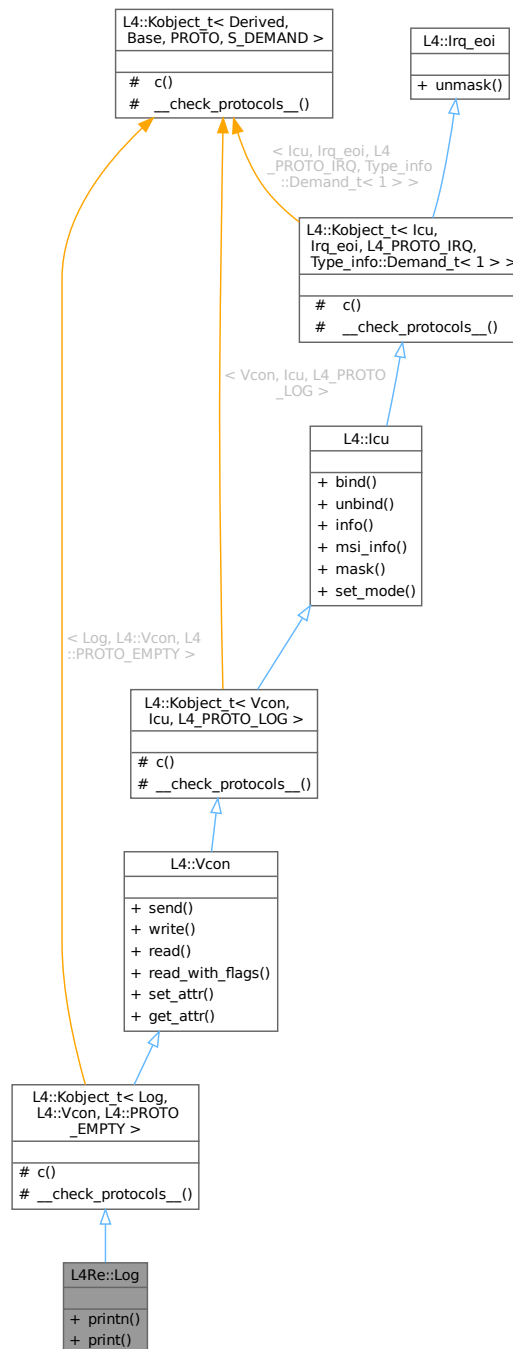 L4::Kobject_t< Derived,
Base, PROTO, S_DEMAND >
# c()
# __check_protocols__()
L4::Irq_eoi
+ unmask()
< Icu, Irq_eoi, L4
_PROTO_IRQ, Type_info
::Demand_t< 1 > >
L4::Kobject_t< Icu,
Irq_eoi, L4_PROTO_IRQ,
Type_info::Demand_t< 1 > >
# c()
# __check_protocols__()
< Vcon, Icu, L4_PROTO
_LOG >
L4::Icu
+ bind()
+ unbind()
+ info()
+ msi_info()
+ mask()
+ set_mode()
< Log, L4::Vcon, L4
::PROTO_EMPTY >
L4::Kobject_t< Vcon,
Icu, L4_PROTO_LOG >
# c()
# __check_protocols__()
L4::Vcon
+ send()
+ write()
+ read()
+ read_with_flags()
+ set_attr()
+ get_attr()
L4::Kobject_t< Log,
L4::Vcon, L4::PROTO
_EMPTY >
# c()
# __check_protocols__()
L4Re::Log
+ printn()
+ print()